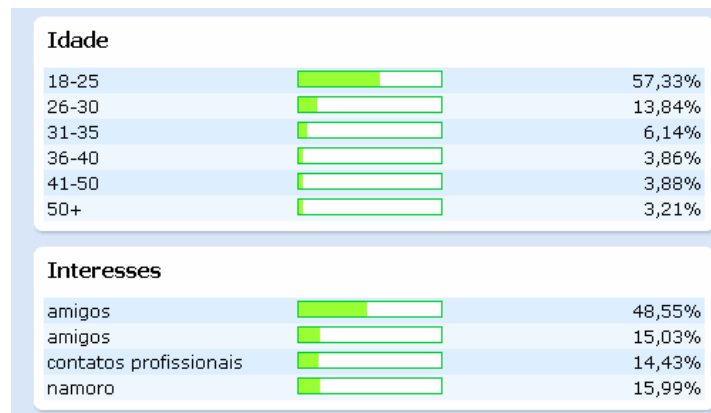 Idade
18-25 57,33%
26-30 13,84%
31-35 6,14%
36-40 3,86%
41-50 3,88%
50+ 3,21%
Interesses
amigos 48,55%
amigos 15,03%
contatos profissionais 14,43%
namoro 15,99%